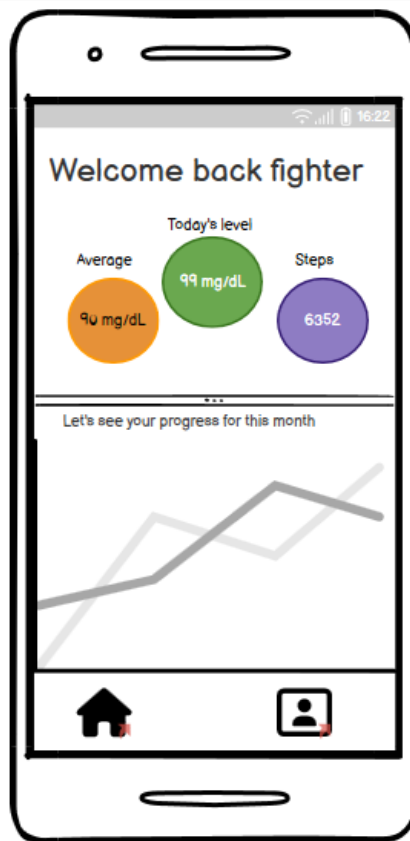 16:22
Welcome back fighter
Today's level
Average
Steps
99 mg/dL
90 mg/dL
6352
Let's see your progress for this month